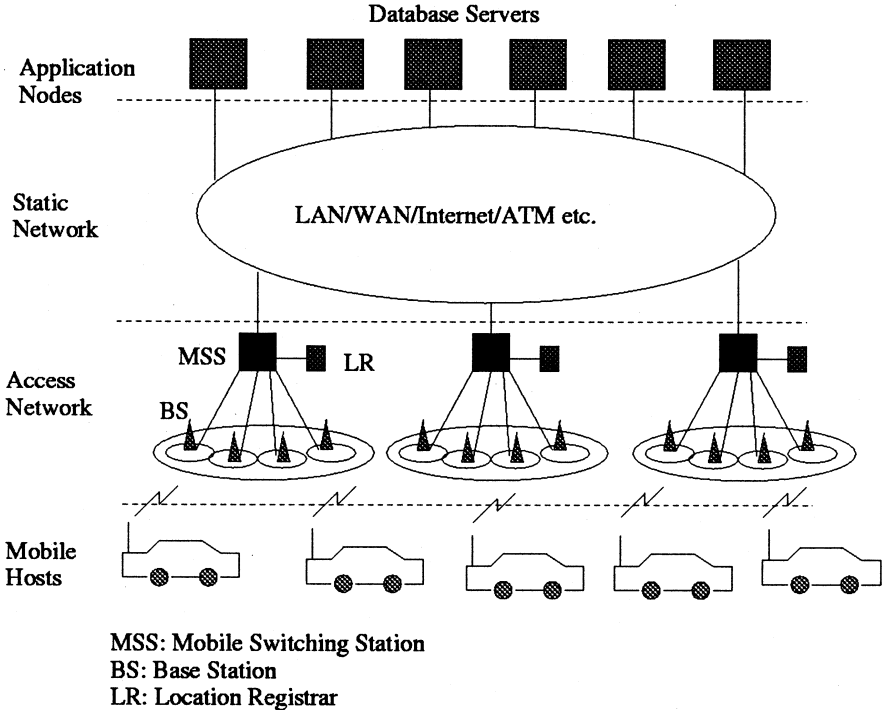 Database Servers
Application
Nodes
Static
Network
LAN/WAN/Internet/ATM etc.
MSS
LR
Access
Network
BS
Mobile
Hosts
MSS: Mobile Switching Station
BS: Base Station
LR: Location Registrar